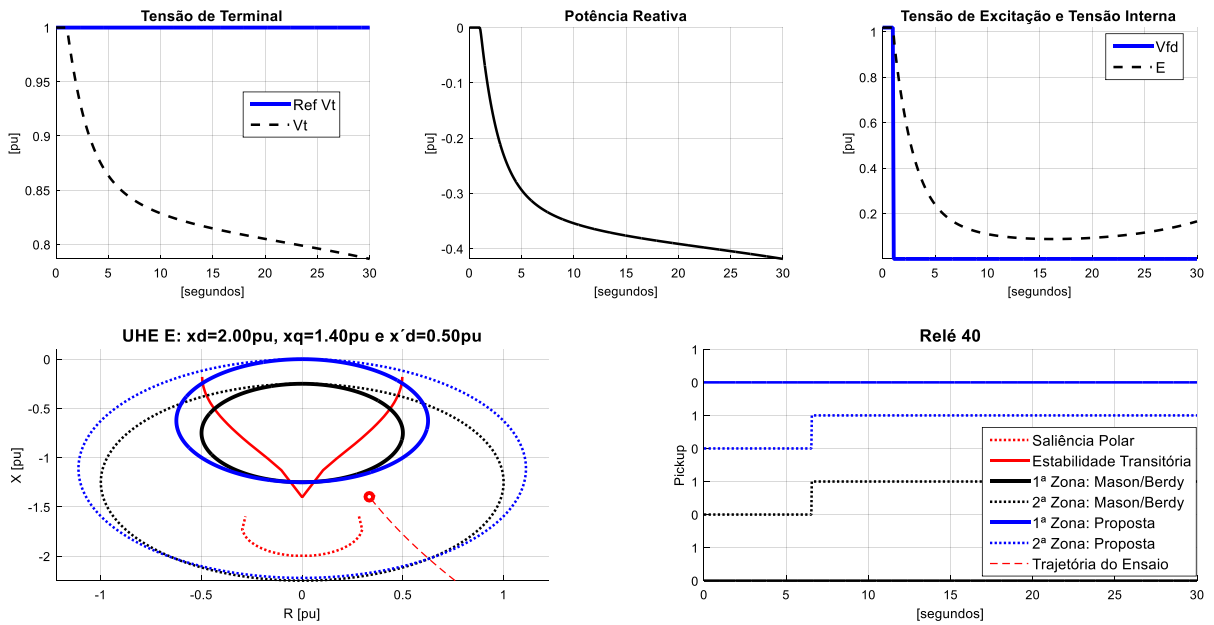 Tensão de Terminal
1
0.95
0.9
0.85
0.8
[pu]
Ref Vt
Vt
0 5 10 15 20 25 30
[segundos]
Potência Reativa
0
-0.1
-0.2
-0.3
-0.4
[pu]
0 5 10 15 20 25 30
[segundos]
Tensão de Excitação e Tensão Interna
1
0.8
0.6
0.4
0.2
[pu]
Vfd
E
0 5 10 15 20 25 30
[segundos]
UHE E: xd=2.00pu, xq=1.40pu e x´d=0.50pu
0
-0.5
-1
-1.5
-2
X [pu]
-1 -0.5 0 0.5 1
R [pu]
Relé 40
1
0
1
0
1
0
1
0
Pickup
Saliência Polar
Estabilidade Transitória
1ª Zona: Mason/Berdy
2ª Zona: Mason/Berdy
1ª Zona: Proposta
2ª Zona: Proposta
Trajetória do Ensaio
0 5 10 15 20 25 30
[segundos]